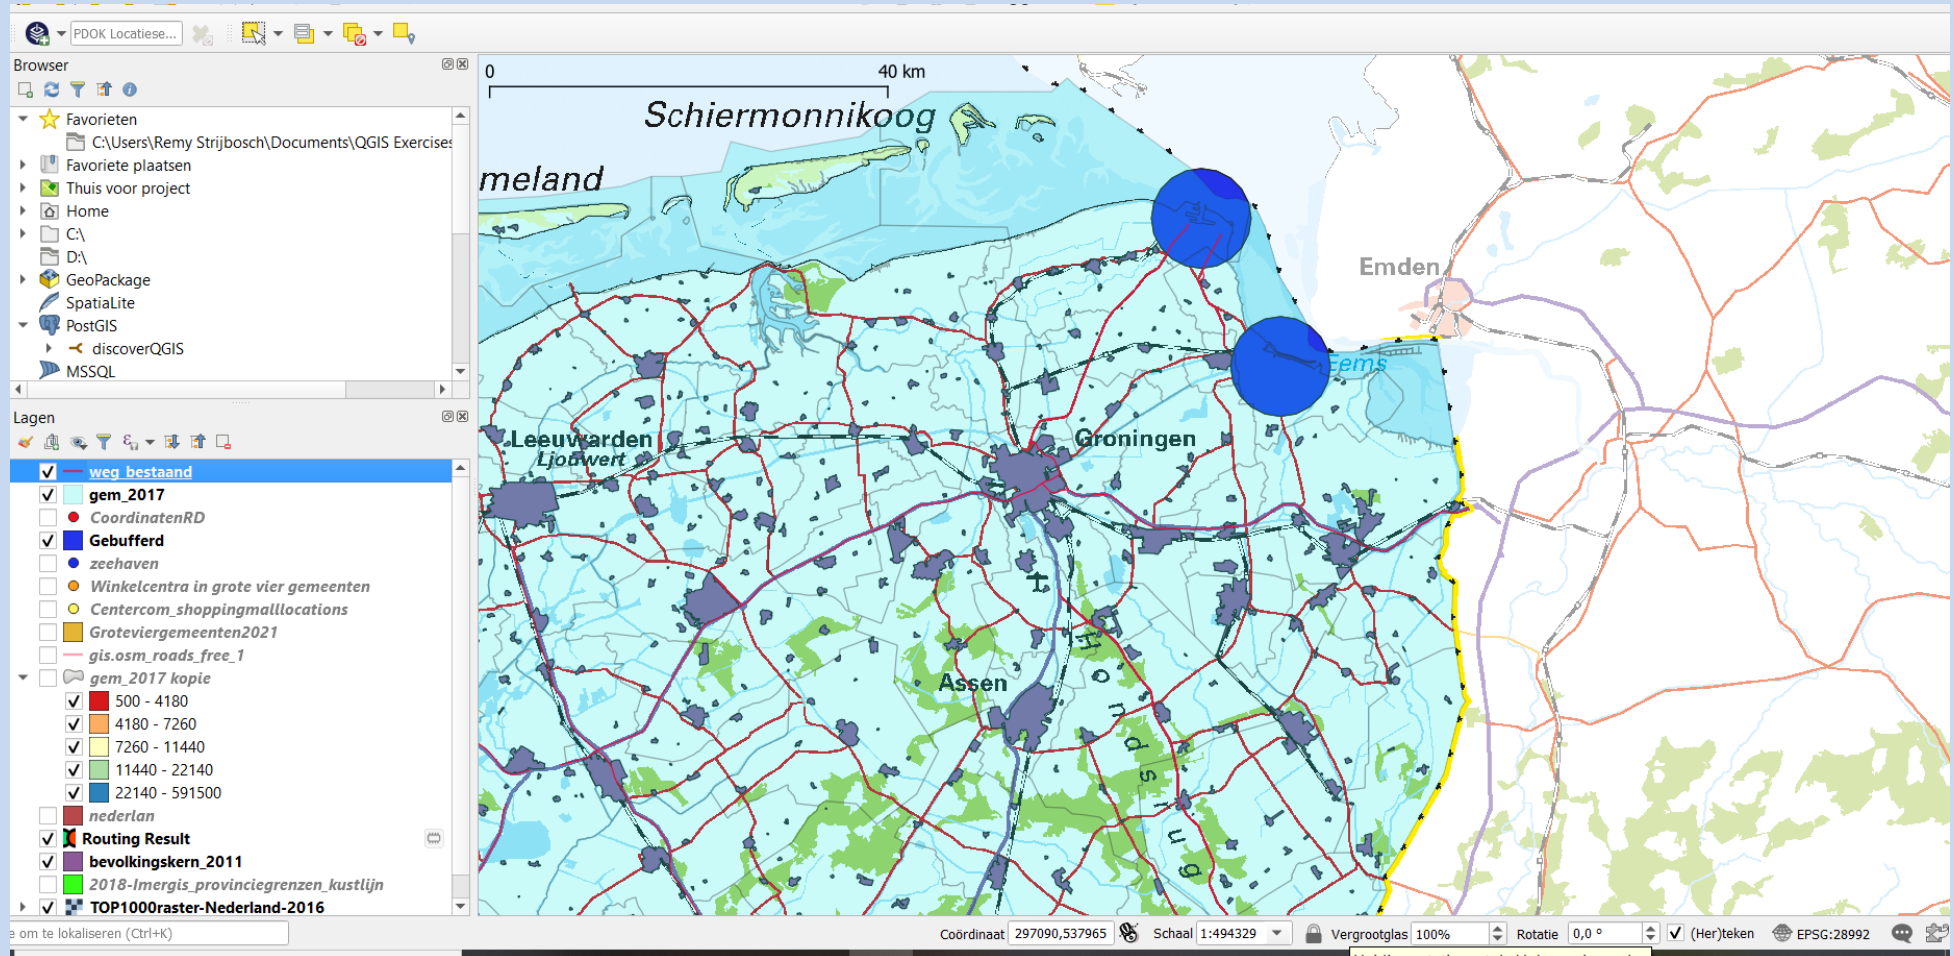 PDOK Locatiese...
Browser
Favorieten
C:\Users\Remy Strijbosch\Documents\QGIS Exercises
Favoriete plaatsen
Thuis voor project
Home
C:\
D:\
GeoPackage
SpatiaLite
PostGIS
discoverQGIS
MSSQL
Lagen
weg_bestaand
gem_2017
CoordinatenRD
Gebufferd
zeehaven
Winkelcentra in grote vier gemeenten
Centercom_shoppingmalllocations
Groteviergemeenten2021
gis.osm_roads_free_1
gem_2017 kopie
500 - 4180
4180 - 7260
7260 - 11440
11440 - 22140
22140 - 591500
nederlan
Routing Result
bevolkingskern_2011
2018-Imergis_provinciegrenzen_kustlijn
TOP1000raster-Nederland-2016
0 40 km
Schiermonnikoog
meland
Emden
Eems
Leeuwarden
Ljouwert
Groningen
Assen
Hondsrug
e om te lokaliseren (Ctrl+K)
Coördinaat 297090,537965 Schaal 1:494329 Vergrootglas 100% Rotatie 0,0 ° (Her)teken EPSG:28992